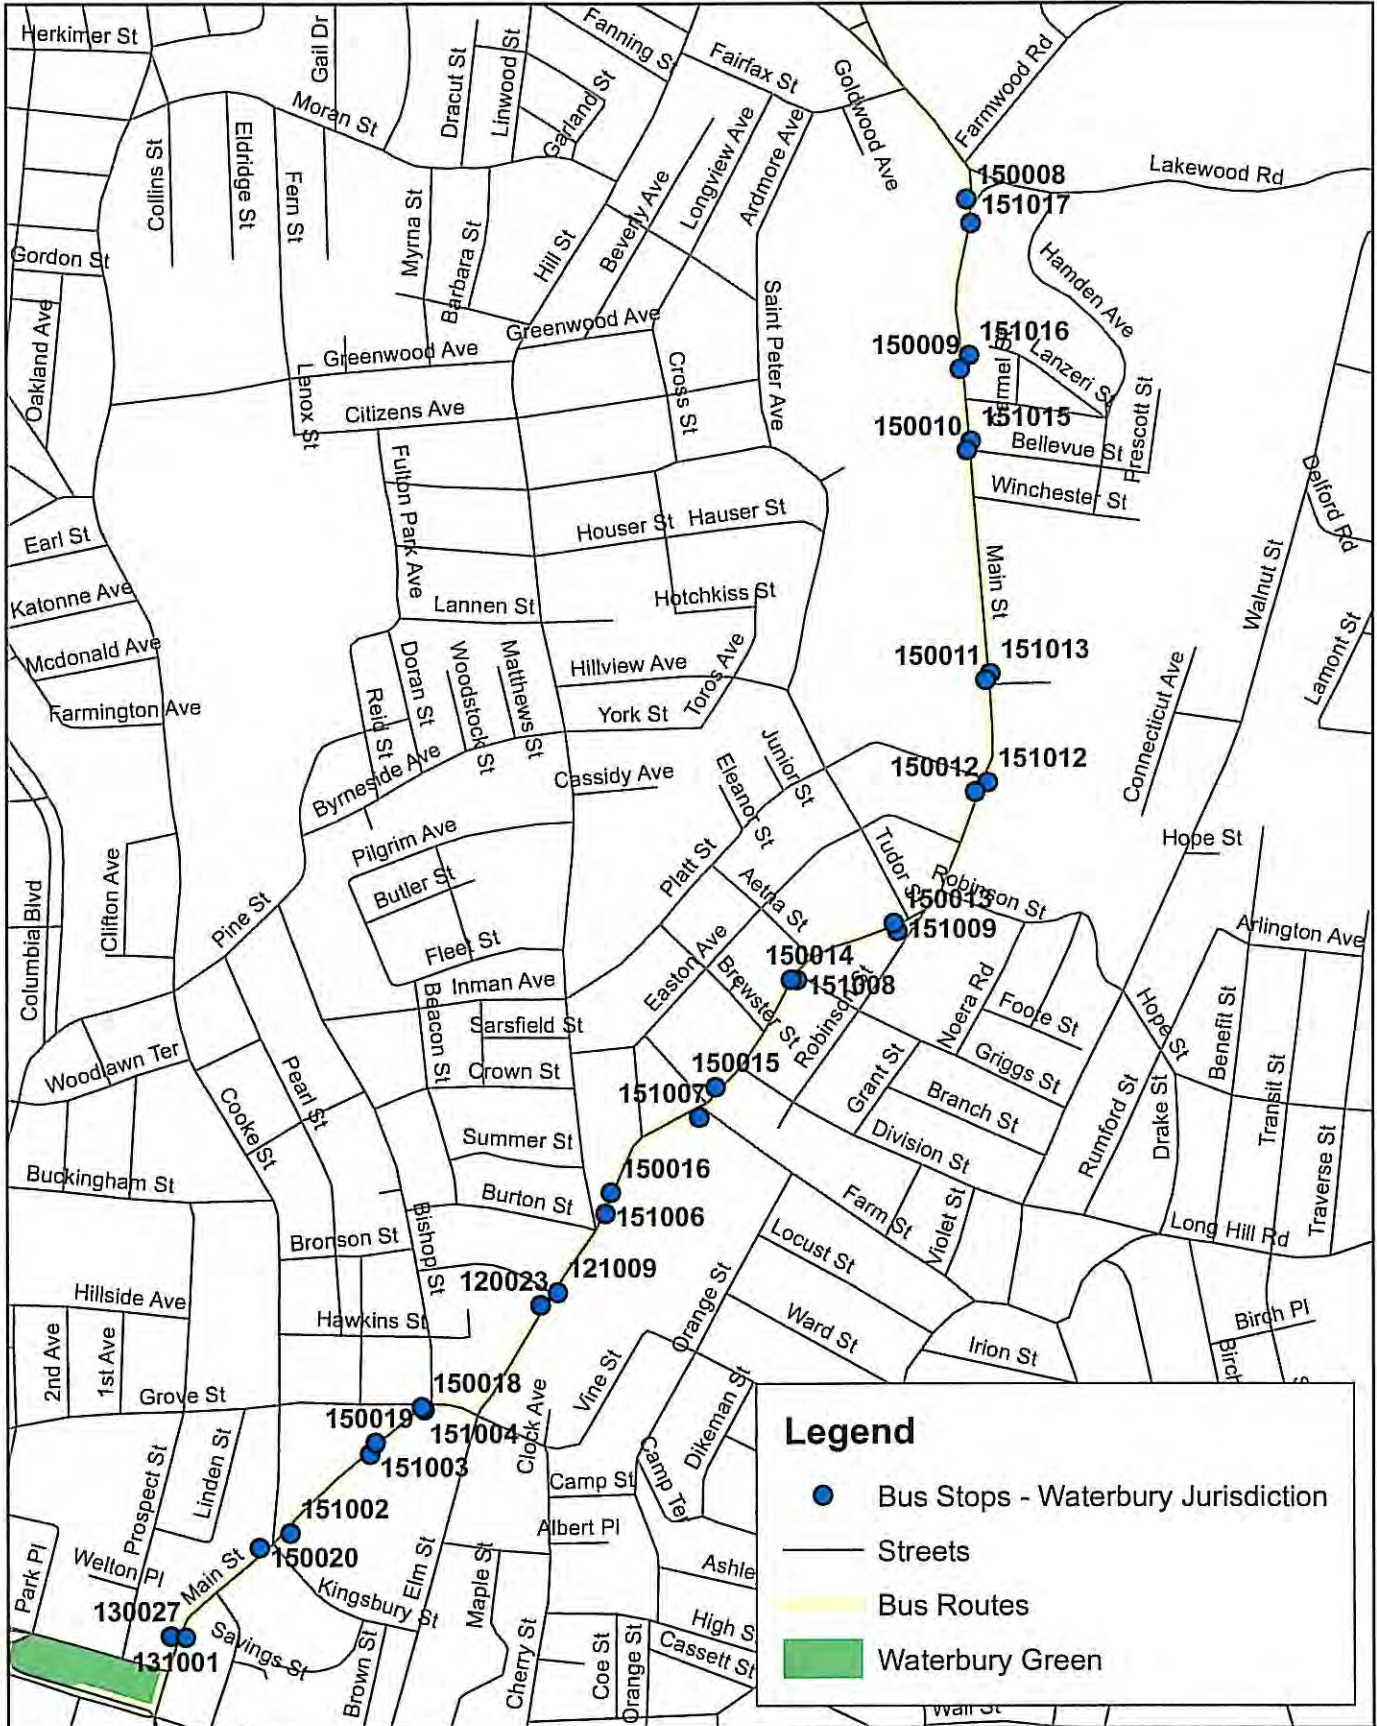 Herkimer St
Gail Dr
Dracut St
Linwood St
Fanning S
Fairfax St
Goldwood Ave
Farmwood Rd
Garland St
Moran St
Lakewood Rd
150008
151017
Collins St
Eldridge St
Fern St
Myrna St
Barbara St
Hill St
Beverly Ave
Longview Ave
Ardmore Ave
Gordon St
Oakland Ave
Hamden Ave
Saint Peter Ave
Greenwood Ave
Greenwood Ave
151016
150009
Lanzeri St
Lenox St
Citizens Ave
Cross St
151015
150010
Bellevue St
Prescott St
Winchester St
Delford Rd
Fulton Park Ave
Houser St
Hauser St
Earl St
Katonne Ave
Mcdonald Ave
Farmington Ave
Lannen St
Hotchkiss St
Main St
Walnut St
Lamont St
Hillview Ave
Toros Ave
York St
150011
151013
Doran St
Woodstock St
Matthews St
Reid St
Byrneside Ave
Connecticut Ave
Cassidy Ave
Eleanor St
Junior St
150012
151012
Pilgrim Ave
Butler St
Fleet St
Platt St
Aetna St
Tudor St
Robinson St
150013
151009
Hope St
Arlington Ave
Columbia Blvd
Clifton Ave
Pine St
Inman Ave
Sarsfield St
Crown St
Beacon St
Easton Ave
Brewster St
150014
151008
Robinson St
Noera Rd
Foote St
Griggs St
Hope St
Benefit St
Woodlawn Ter
Cooke St
Pearl St
150015
151007
Grant St
Branch St
Division St
Rumford St
Drake St
Transit St
Traverse St
Summer St
150016
151006
Buckingham St
Burton St
Bishop St
Bronson St
Farm St
Violet St
Long Hill Rd
Locust St
Hillside Ave
121009
120023
Hawkins St
Orange St
Ward St
Irion St
Birch Pl
Birch
2nd Ave
1st Ave
Grove St
150018
151004
150019
151003
Vine St
Clock Ave
Dikeman St
Camp St
Camp Ter
Albert Pl
Prospect St
Linden St
151002
150020
Park Pl
Welton Pl
Main St
Kingsbury St
Elm St
Maple St
Ashle
130027
131001
Savings St
Brown St
Cherry St
Coe St
Orange St
High S
Cassett St
Wall St
Legend
Bus Stops - Waterbury Jurisdiction
Streets
Bus Routes
Waterbury Green